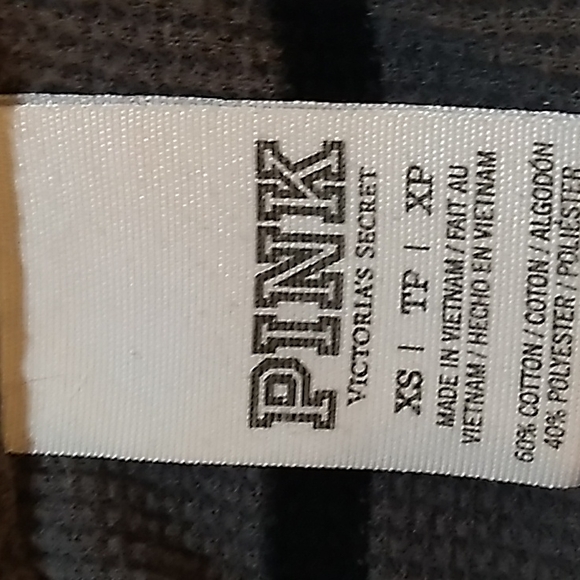 PINK
VICTORIA'S SECRET
XS | TP | XP
MADE IN VIETNAM / FAIT AU
VIETNAM / HECHO EN VIETNAM
60% COTTON / COTON / ALGODÓN
40% POLYESTER / POLIÉSTER